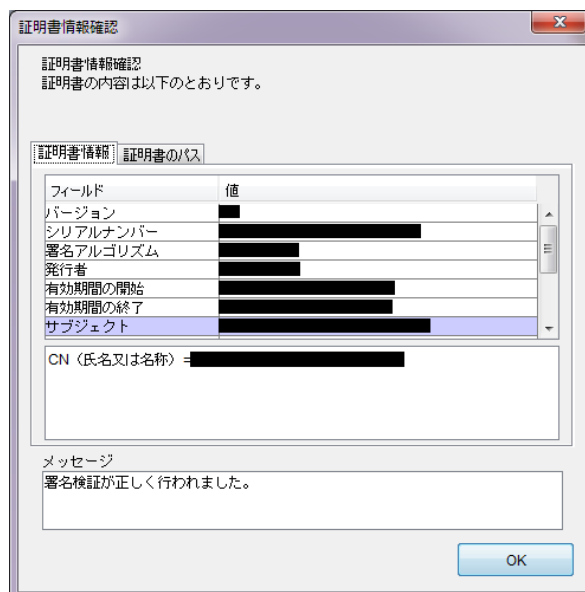 証明書情報確認
証明書情報確認
証明書の内容は以下のとおりです。
証明書情報 証明書のパス
フィールド 値
バージョン
シリアルナンバー
署名アルゴリズム
発行者
有効期間の開始
有効期間の終了
サブジェクト
CN（氏名又は名称）=
メッセージ
署名検証が正しく行われました。
OK